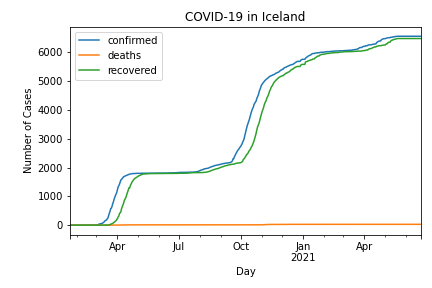 COVID-19 in Iceland
confirmed
deaths
recovered
Number of Cases
6000
5000
4000
3000
2000
1000
0
Apr Jul Oct Jan Apr
2021
Day